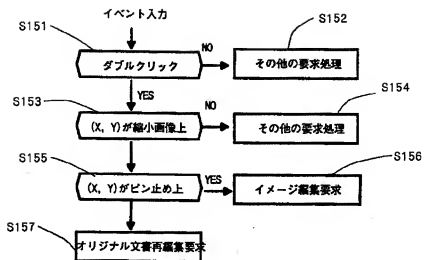 イベント入力
S151
S152
ダブルクリック
NO
その他の要求処理
YES
S153
S154
(X, Y)が縮小画像上
NO
その他の要求処理
S155
S156
(X, Y)がピン止め上
YES
イメージ編集要求
S157
オリジナル文書再編集要求